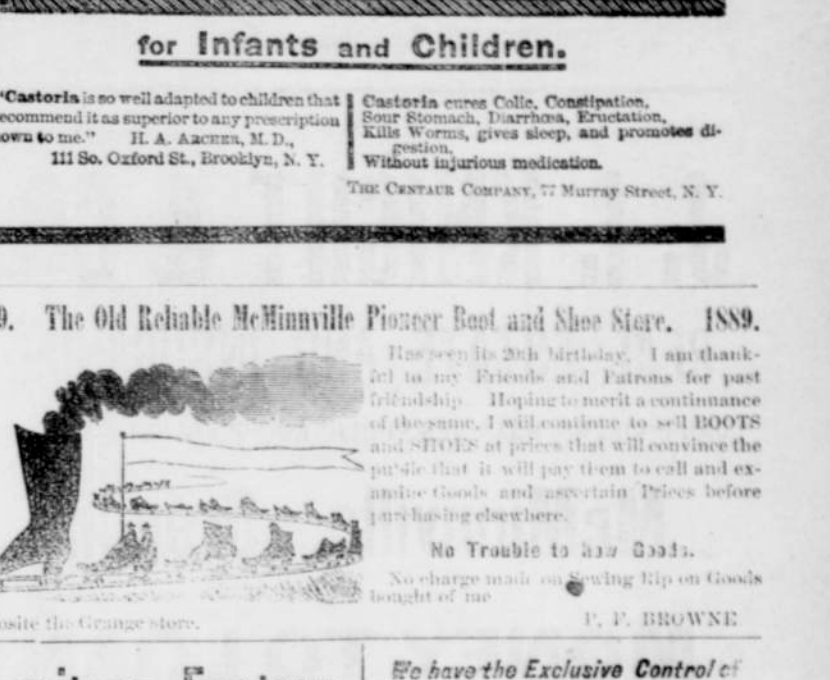 for Infants and Children.
"Castoria is so well adapted to children that
ecommend it as superior to any prescription
own to me." H. A. ARCHER, M. D.,
111 So. Oxford St., Brooklyn, N. Y.
Castoria cures Colic, Constipation,
Sour Stomach, Diarrhœa, Eructation,
Kills Worms, gives sleep, and promotes di-
gestion,
Without injurious medication.
THE CENTAUR COMPANY, 77 Murray Street, N. Y.
9. The Old Reliable McMinnville Pioneer Boot and Shoe Store. 1889.
Has seen its 20th birthday. I am thank-
ful to my Friends and Patrons for past
friendship. Hoping to merit a continuance
of the same, I will continue to sell BOOTS
and SHOES at prices that will convince the
public that it will pay them to call and ex-
amine Goods and ascertain Prices before
purchasing elsewhere.
No Trouble to how Goods.
No charge made on Sewing Rip on Goods
bought of me
P. F. BROWNE
osite the Grange store.
We have the Exclusive Control of